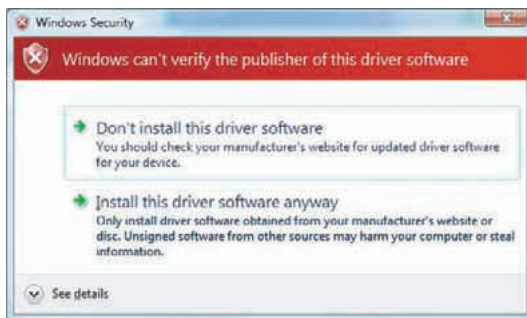 Windows Security
Windows can't verify the publisher of this driver software
Don't install this driver software
You should check your manufacturer's website for updated driver software
for your device.
Install this driver software anyway
Only install driver software obtained from your manufacturer's website or
disc. Unsigned software from other sources may harm your computer or steal
information.
See details